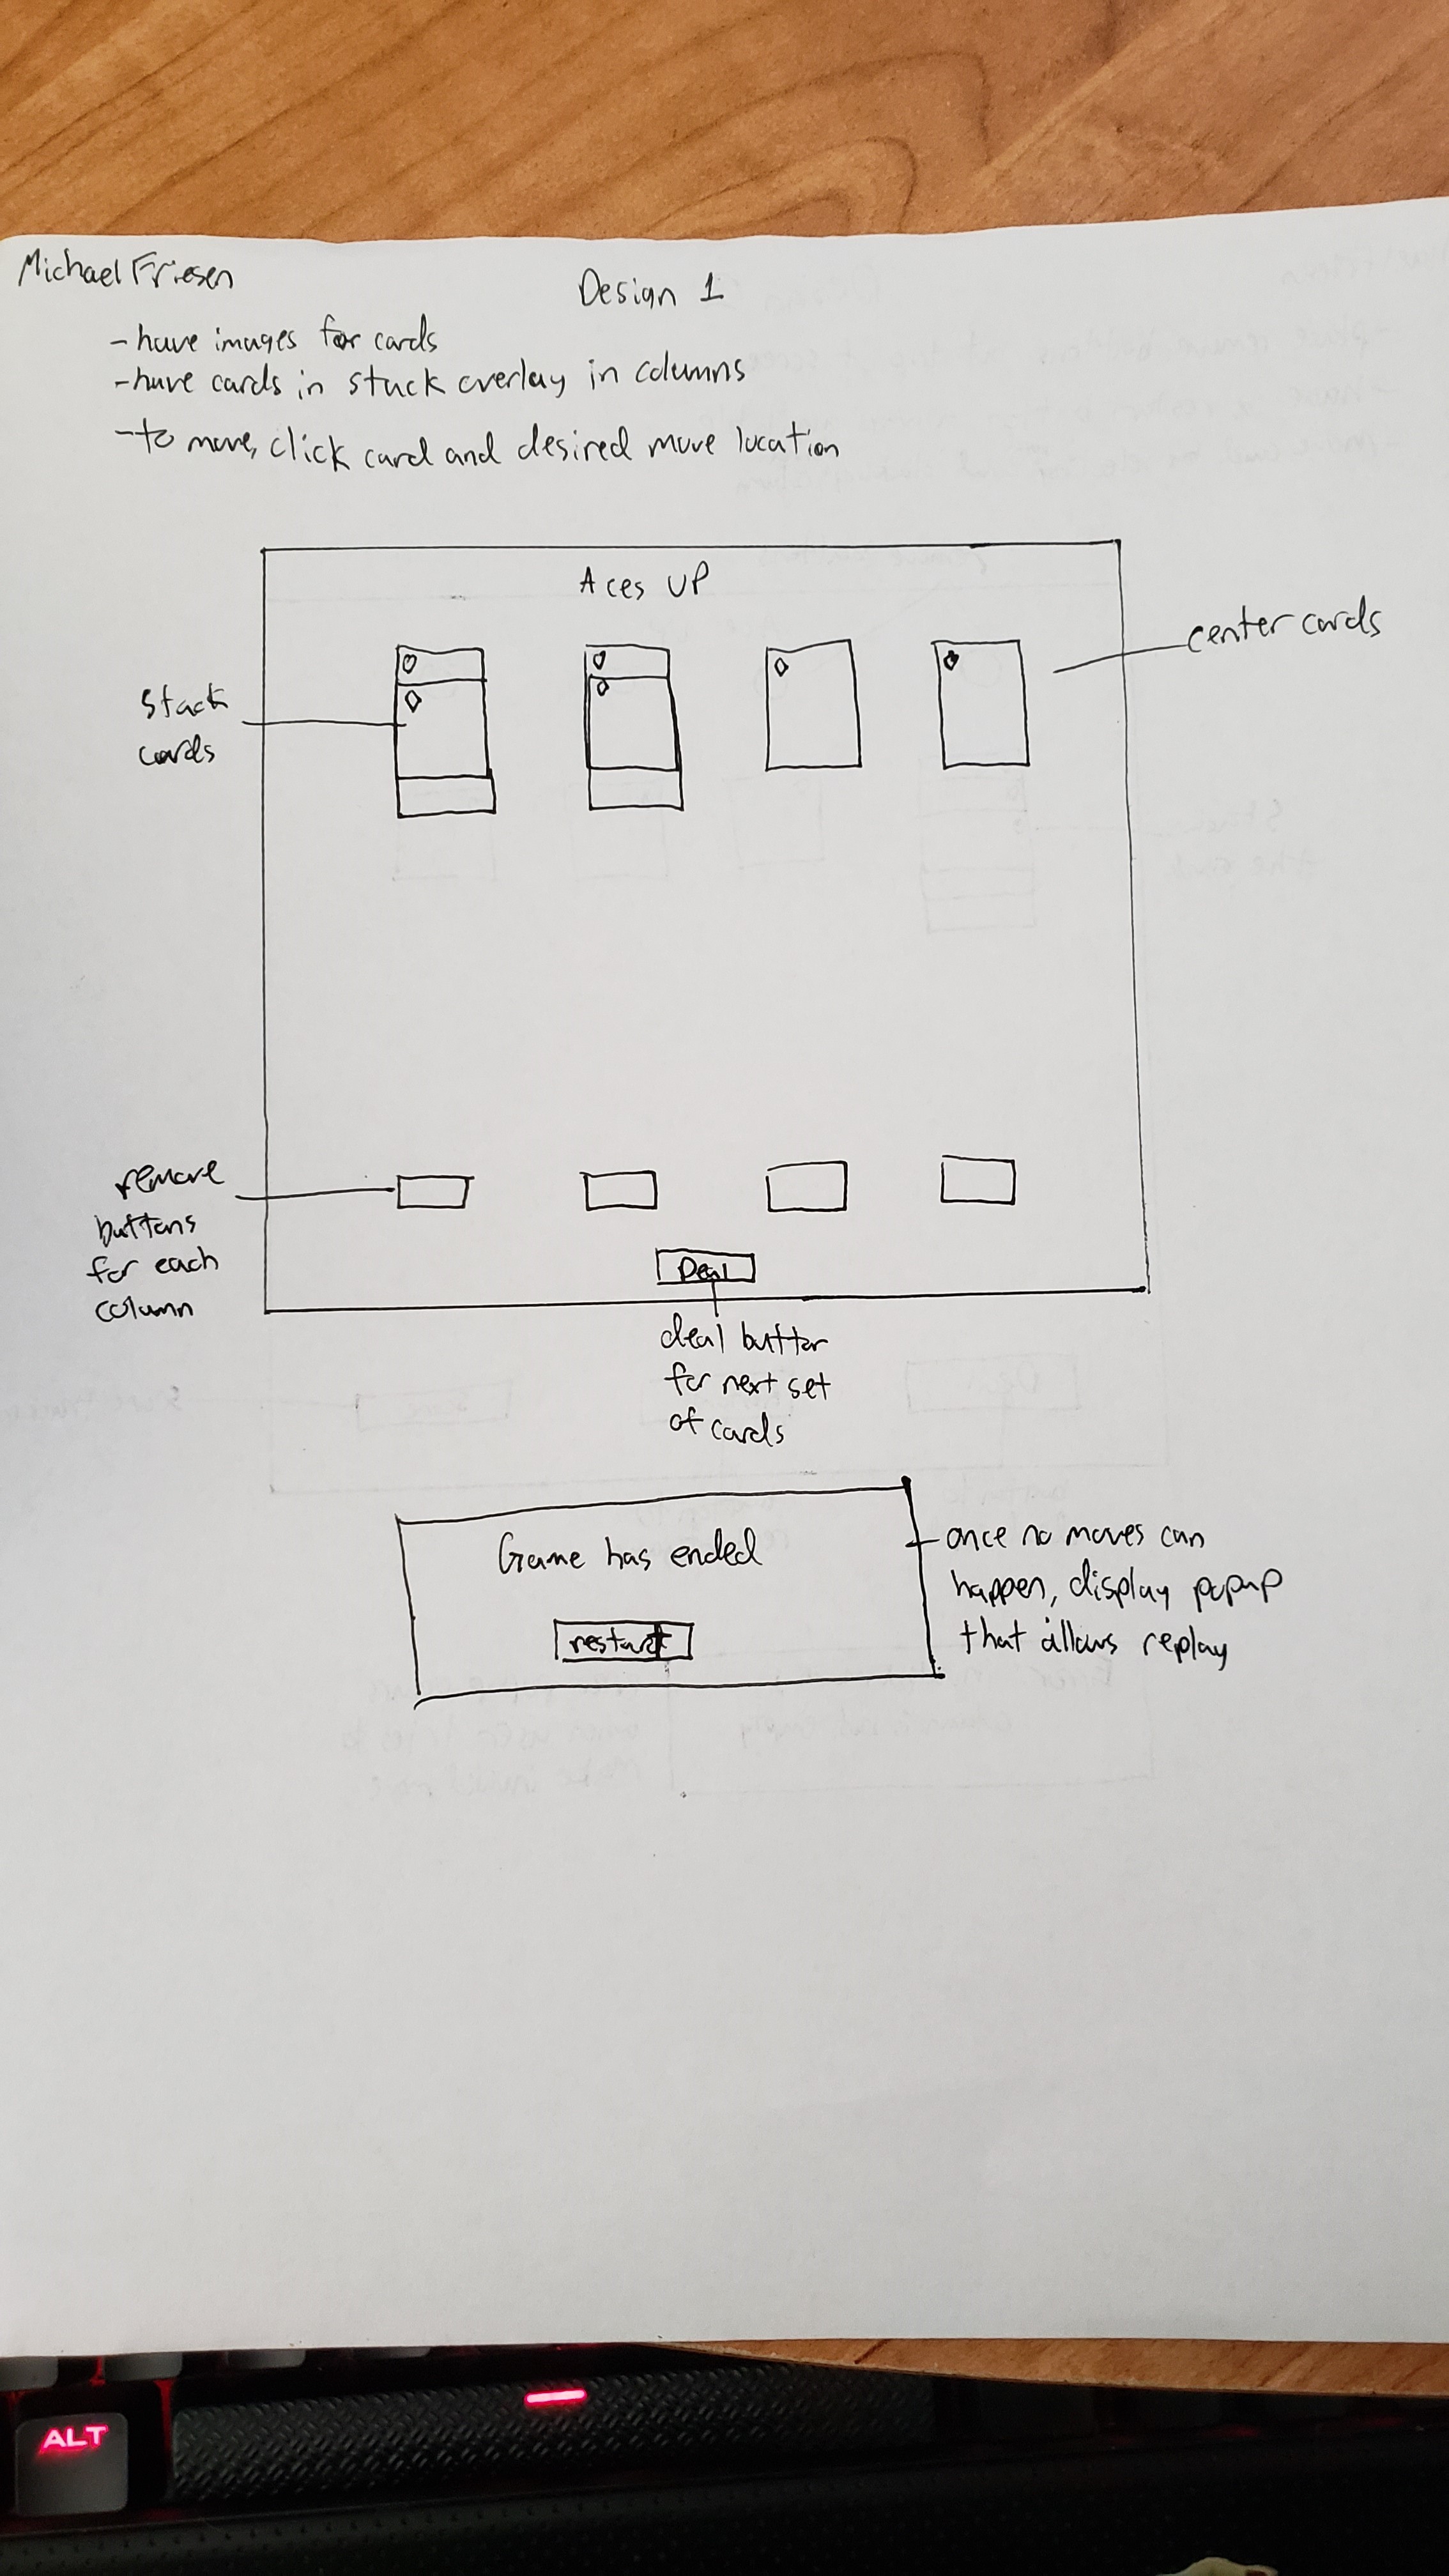 Michael Friesen
Design 1
- have images for cards
- have cards in stack overlay in columns
- to move, click card and desired move location
Aces UP
center cards
stack
cards
remove
buttons
for each
column
Deal
deal button
for next set
of cards
Game has ended
restart
once no moves can
happen, display popup
that allows replay
ALT